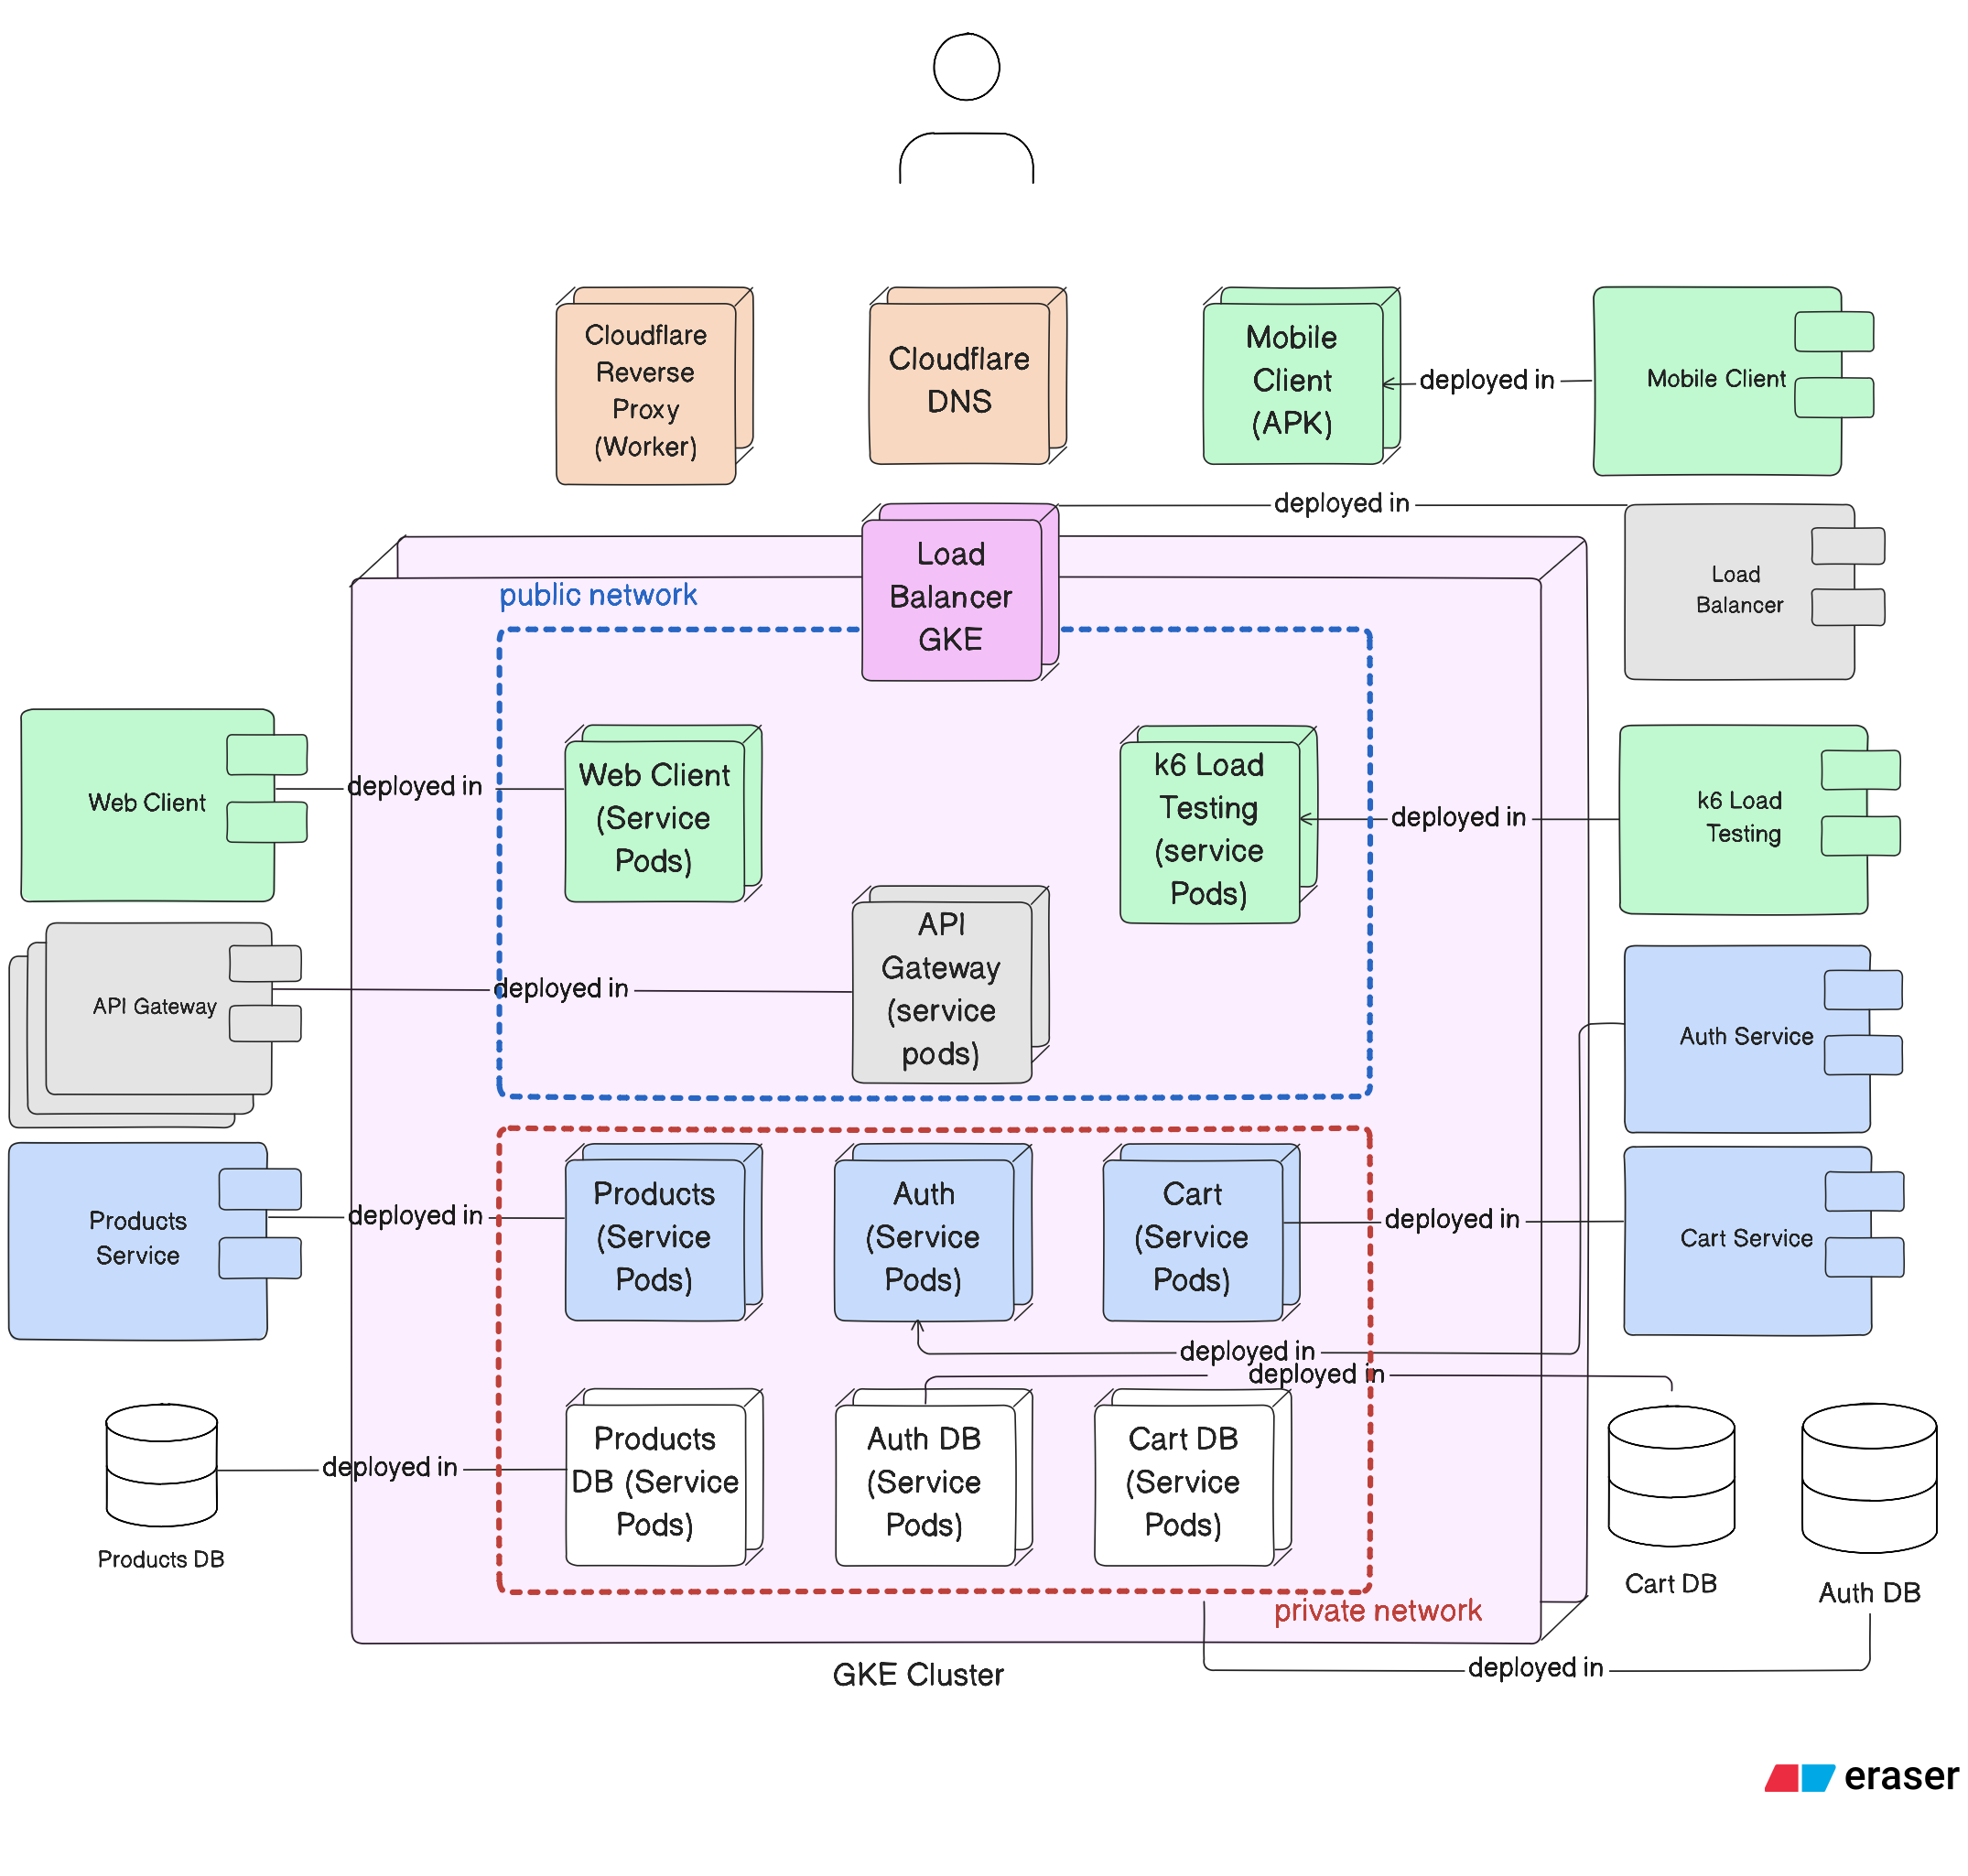 Cloudflare
Reverse
Proxy
(Worker)
Cloudflare
DNS
Mobile
Client
(APK)
deployed in
Mobile Client
deployed in
Load
Balancer
GKE
Load
Balancer
public network
Web Client
deployed in
Web Client
(Service
Pods)
k6 Load
Testing
(service
Pods)
deployed in
k6 Load
Testing
API Gateway
deployed in
API
Gateway
(service
pods)
Auth Service
Products
Service
deployed in
Products
(Service
Pods)
Auth
(Service
Pods)
Cart
(Service
Pods)
deployed in
Cart Service
deployed in
deployed in
Products DB
deployed in
Products
DB (Service
Pods)
Auth DB
(Service
Pods)
Cart DB
(Service
Pods)
Cart DB
Auth DB
private network
deployed in
GKE Cluster
eraser